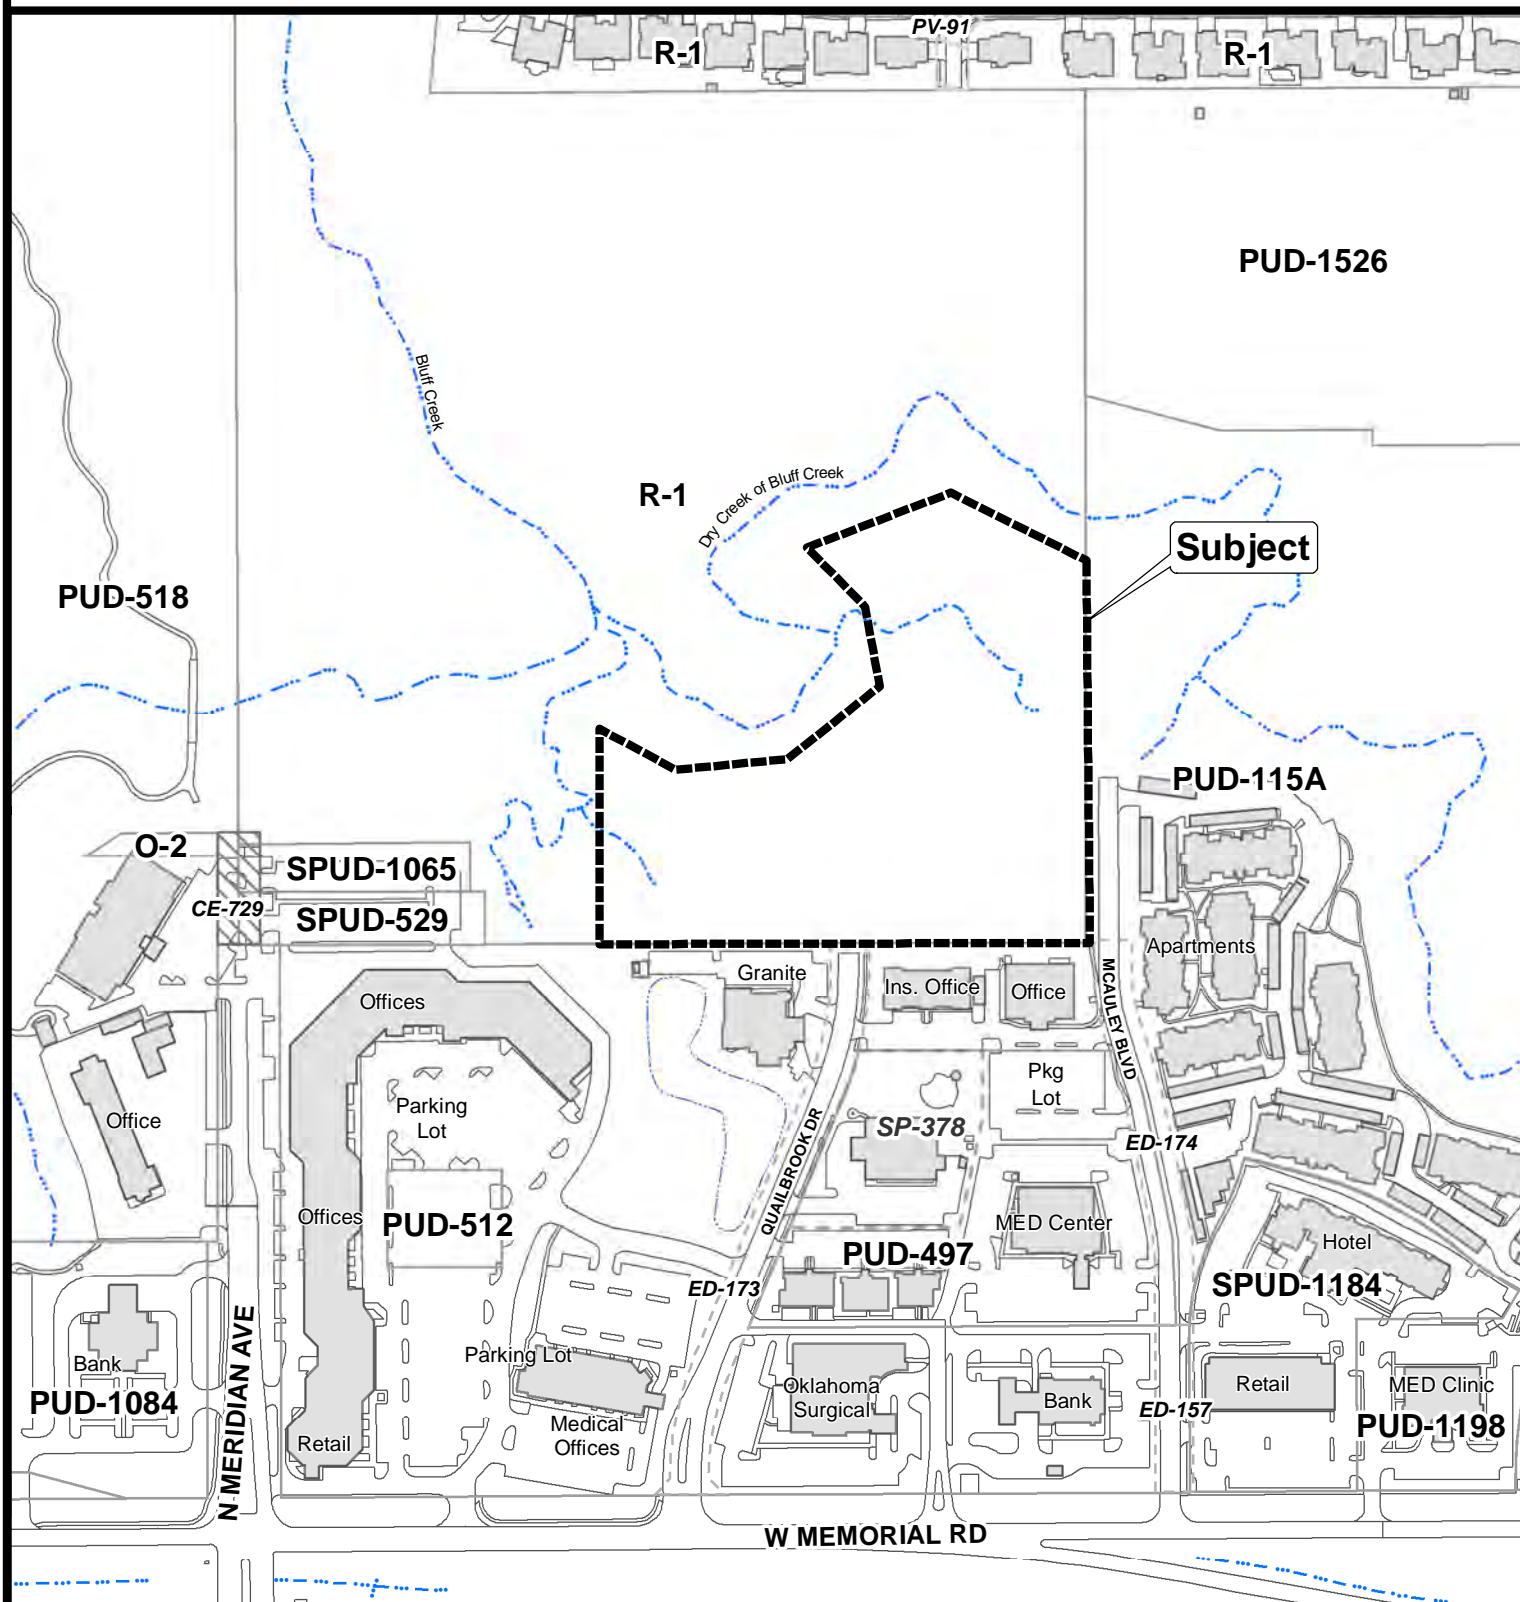 PV-91
R-1
R-1
PUD-1526
Bluff Creek
Dry Creek of Bluff Creek
R-1
Subject
PUD-518
PUD-115A
O-2
SPUD-1065
CE-729
SPUD-529
Apartments
Granite
Ins. Office
Office
Offices
MCAULEY BLVD
Pkg
Lot
Parking
Lot
Office
SP-378
ED-174
QUAILBROOK DR
Offices
PUD-512
MED Center
PUD-497
Hotel
SPUD-1184
ED-173
N MERIDIAN AVE
Bank
Parking Lot
PUD-1084
Oklahoma
Surgical
Bank
Retail
MED Clinic
ED-157
PUD-1198
Medical
Offices
Retail
W MEMORIAL RD